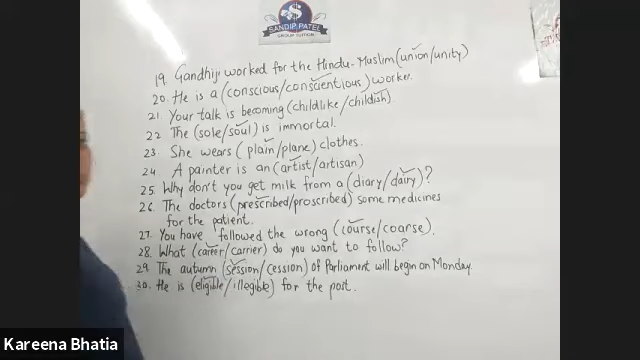 $
SANDIP PATEL
GROUP TUITION
19. Gandhiji worked for the Hindu-Muslim (union/unity)
20. He is a (conscious/conscientious) worker.
21. Your talk is becoming (childlike/childish).
22. The (sole/soul) is immortal.
23. She wears (plain/plane) clothes.
24. A painter is an (artist/artisan)
25. Why don't you get milk from a (diary/dairy)?
26. The doctors (prescribed/proscribed) some medicines
for the patient.
27. You have followed the wrong (course/coarse).
28. What (career/carrier) do you want to follow?
29. The autumn (session/cession) of Parliament will begin on Monday.
30. He is (eligible/illegible) for the post.
Kareena Bhatia